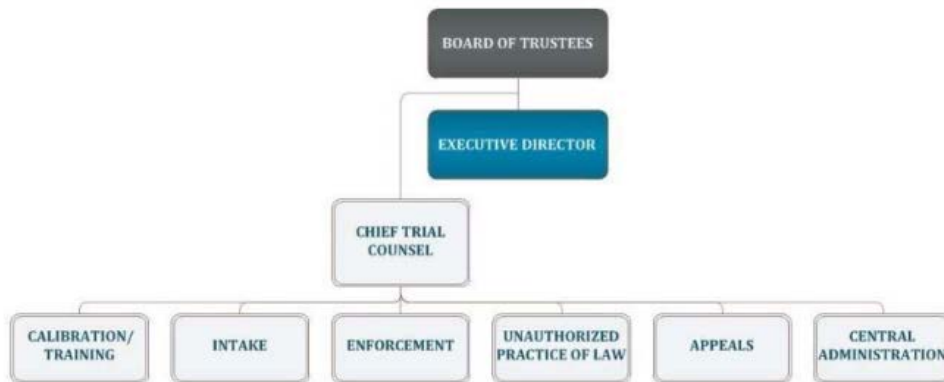 BOARD OF TRUSTEES
EXECUTIVE DIRECTOR
CHIEF TRIAL
COUNSEL
CALIBRATION/
TRAINING
INTAKE
ENFORCEMENT
UNAUTHORIZED
PRACTICE OF LAW
APPEALS
CENTRAL
ADMINISTRATION